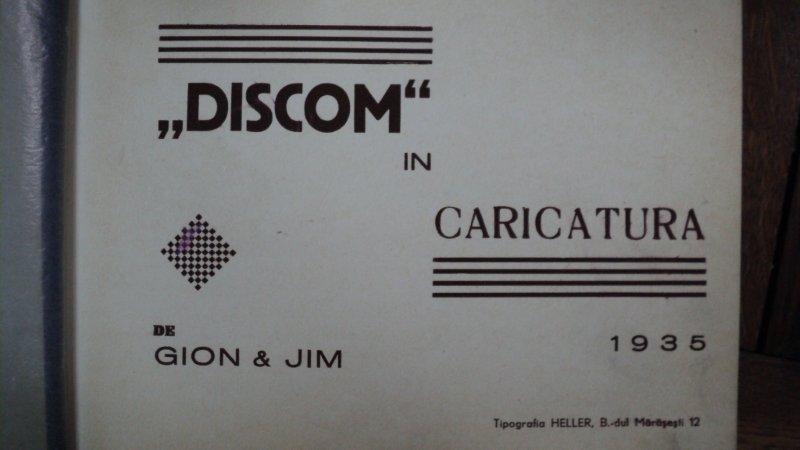 „DISCOM“
IN
CARICATURA
DE
GION & JIM
1935
Tipografia HELLER, B.-dul Mărășești 12